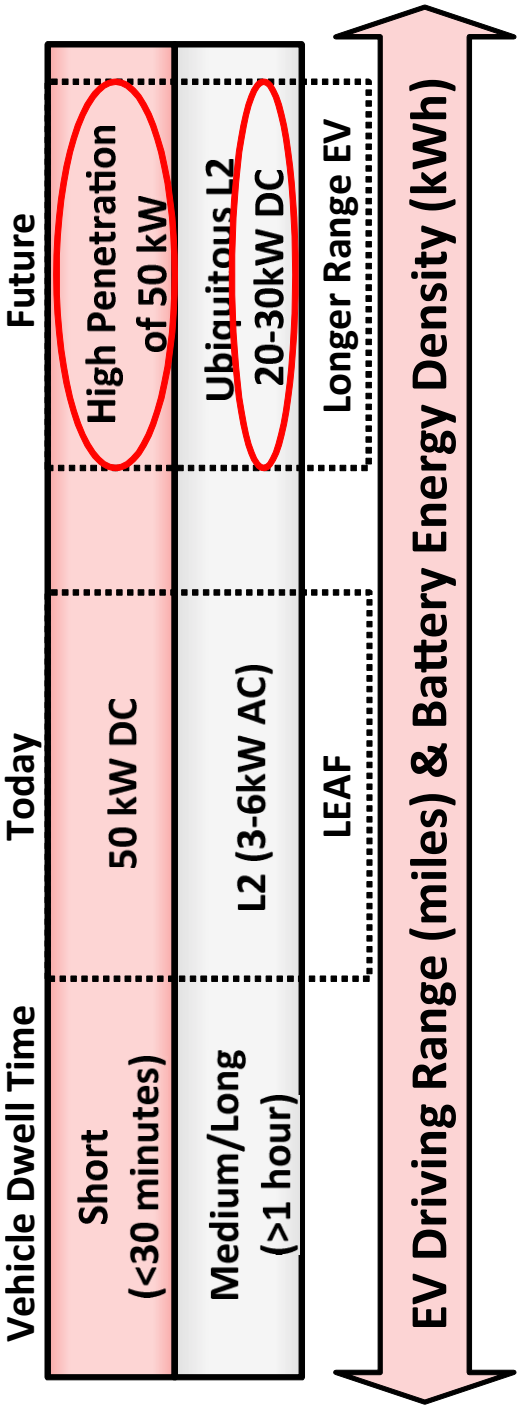 Vehicle Dwell Time
Today
Future
Short
(<30 minutes)
50 kW DC
High Penetration
of 50 kW
Medium/Long
(>1 hour)
L2 (3-6kW AC)
Ubiquitous L2
20-30kW DC
LEAF
Longer Range EV
EV Driving Range (miles) & Battery Energy Density (kWh)